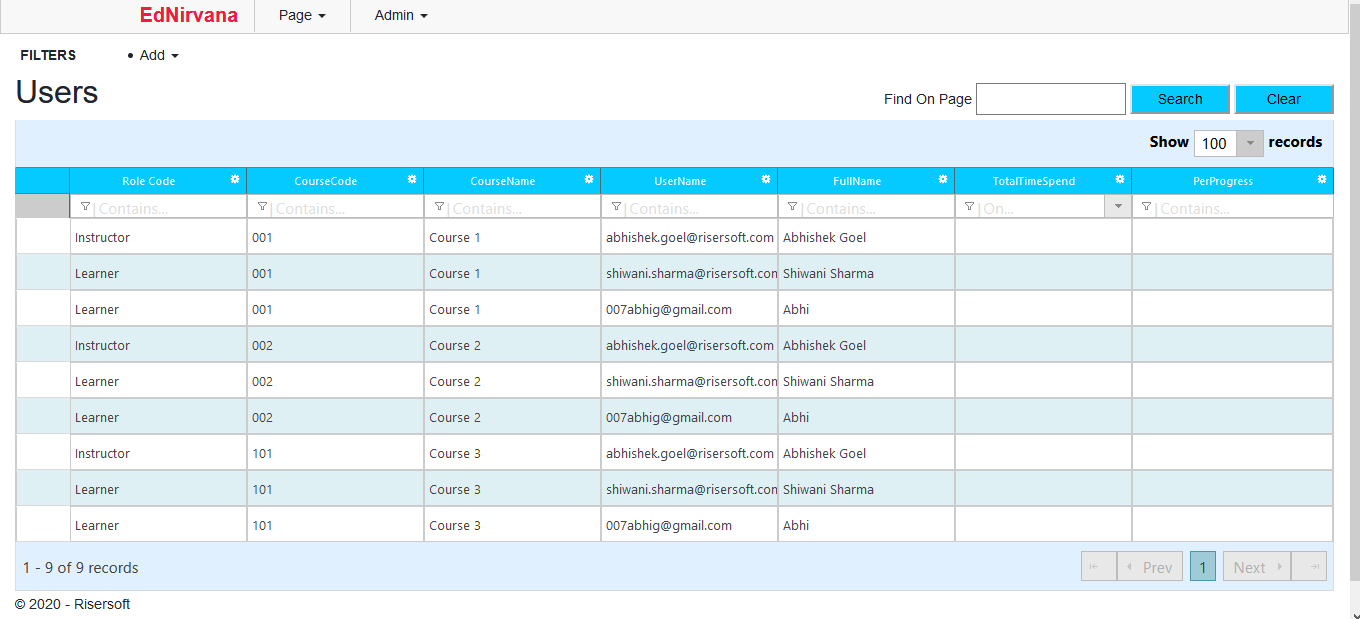 EdNirvana Page Admin
FILTERS • Add
Users
Find On Page Search Clear
Show 100 records
Role Code CourseCode CourseName UserName FullName TotalTimeSpend PerProgress
Contains... Contains... Contains... Contains... Contains... On... Contains...
Instructor 001 Course 1 abhishek.goel@risersoft.com Abhishek Goel
Learner 001 Course 1 shiwani.sharma@risersoft.com Shiwani Sharma
Learner 001 Course 1 007abhig@gmail.com Abhi
Instructor 002 Course 2 abhishek.goel@risersoft.com Abhishek Goel
Learner 002 Course 2 shiwani.sharma@risersoft.com Shiwani Sharma
Learner 002 Course 2 007abhig@gmail.com Abhi
Instructor 101 Course 3 abhishek.goel@risersoft.com Abhishek Goel
Learner 101 Course 3 shiwani.sharma@risersoft.com Shiwani Sharma
Learner 101 Course 3 007abhig@gmail.com Abhi
1 - 9 of 9 records Prev 1 Next
© 2020 - Risersoft